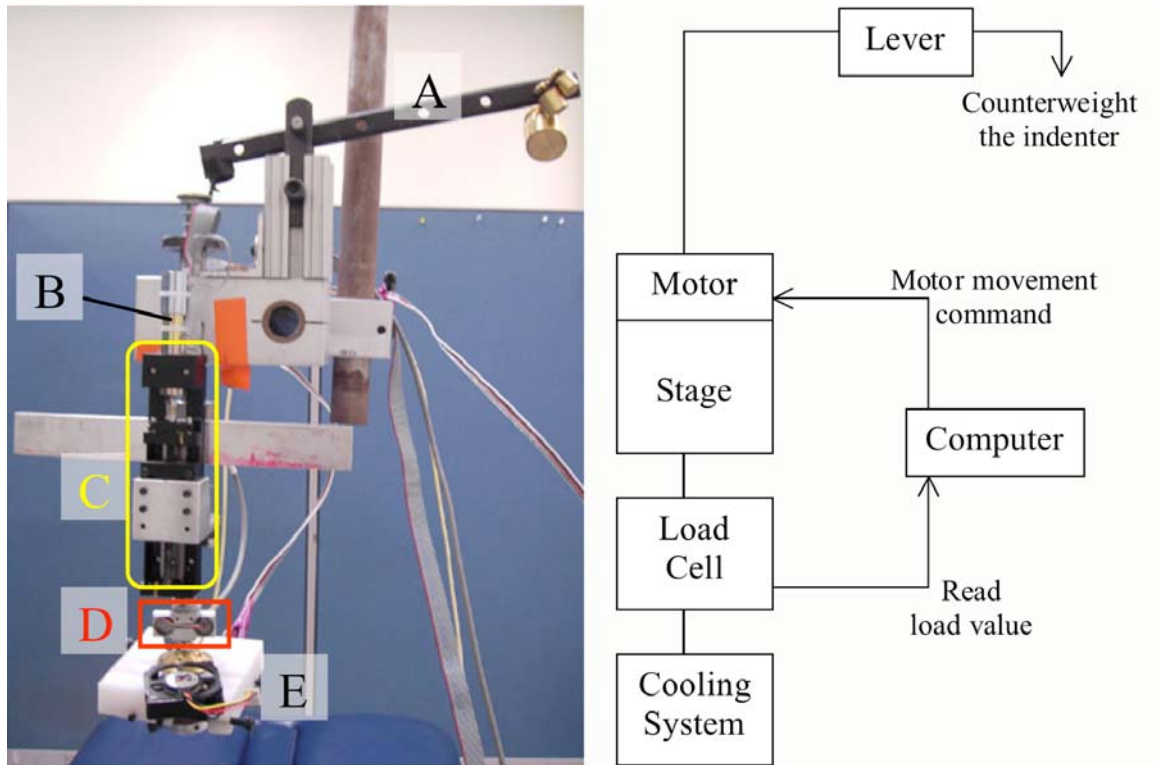 A
B
C
D
E
Lever
Counterweight
the indenter
Motor
Motor movement
command
Stage
Computer
Load
Cell
Read
load value
Cooling
System